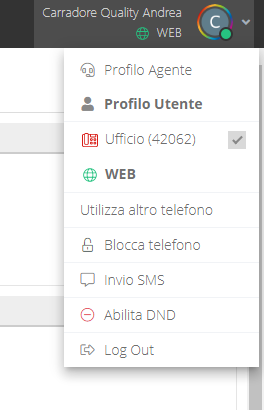 Carradore Quality Andrea
WEB
C
Profilo Agente
Profilo Utente
Ufficio (42062)
WEB
Utilizza altro telefono
Blocca telefono
Invio SMS
Abilita DND
Log Out